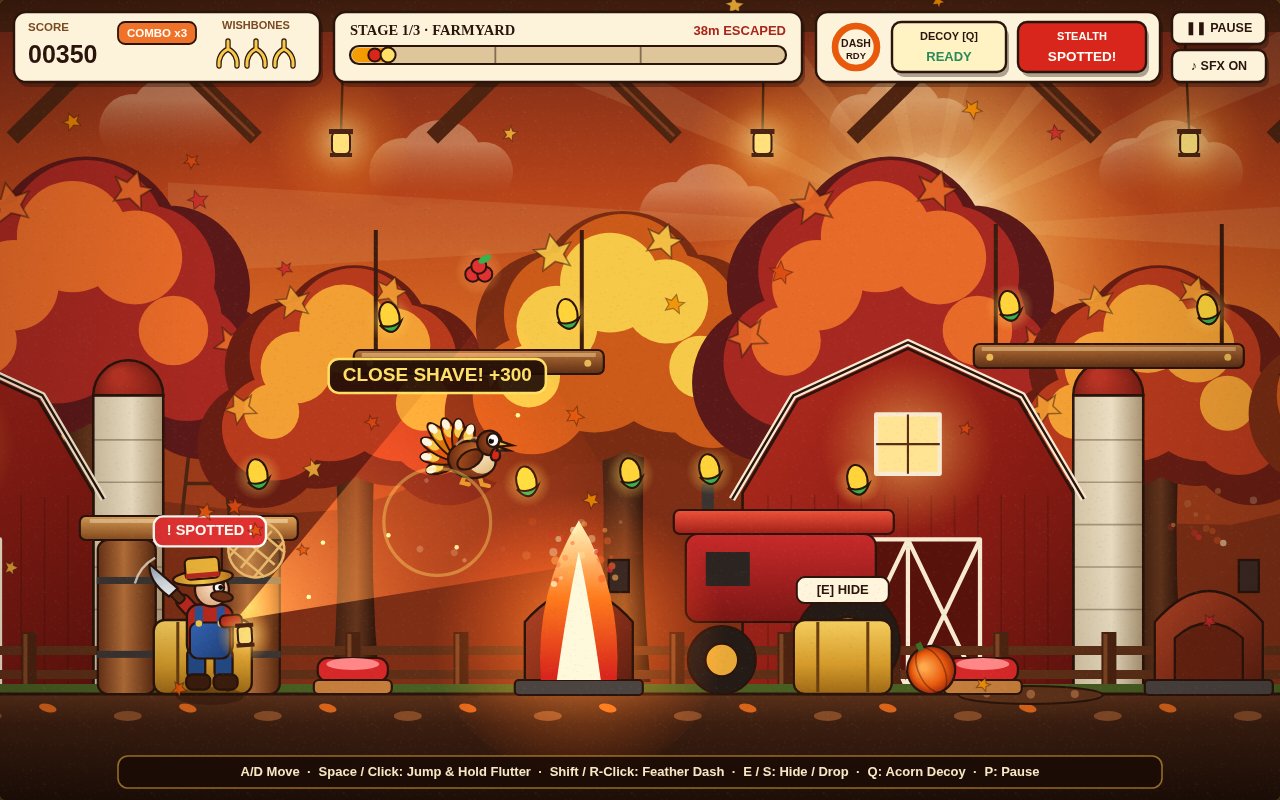 SCORE
00350
COMBO x3
WISHBONES
STAGE 1/3 · FARMYARD
38m ESCAPED
DASH
RDY
DECOY [Q]
READY
STEALTH
SPOTTED!
❚❚ PAUSE
♪ SFX ON
CLOSE SHAVE! +300
! SPOTTED !
[E] HIDE
A/D Move · Space / Click: Jump & Hold Flutter · Shift / R-Click: Feather Dash · E / S: Hide / Drop · Q: Acorn Decoy · P: Pause